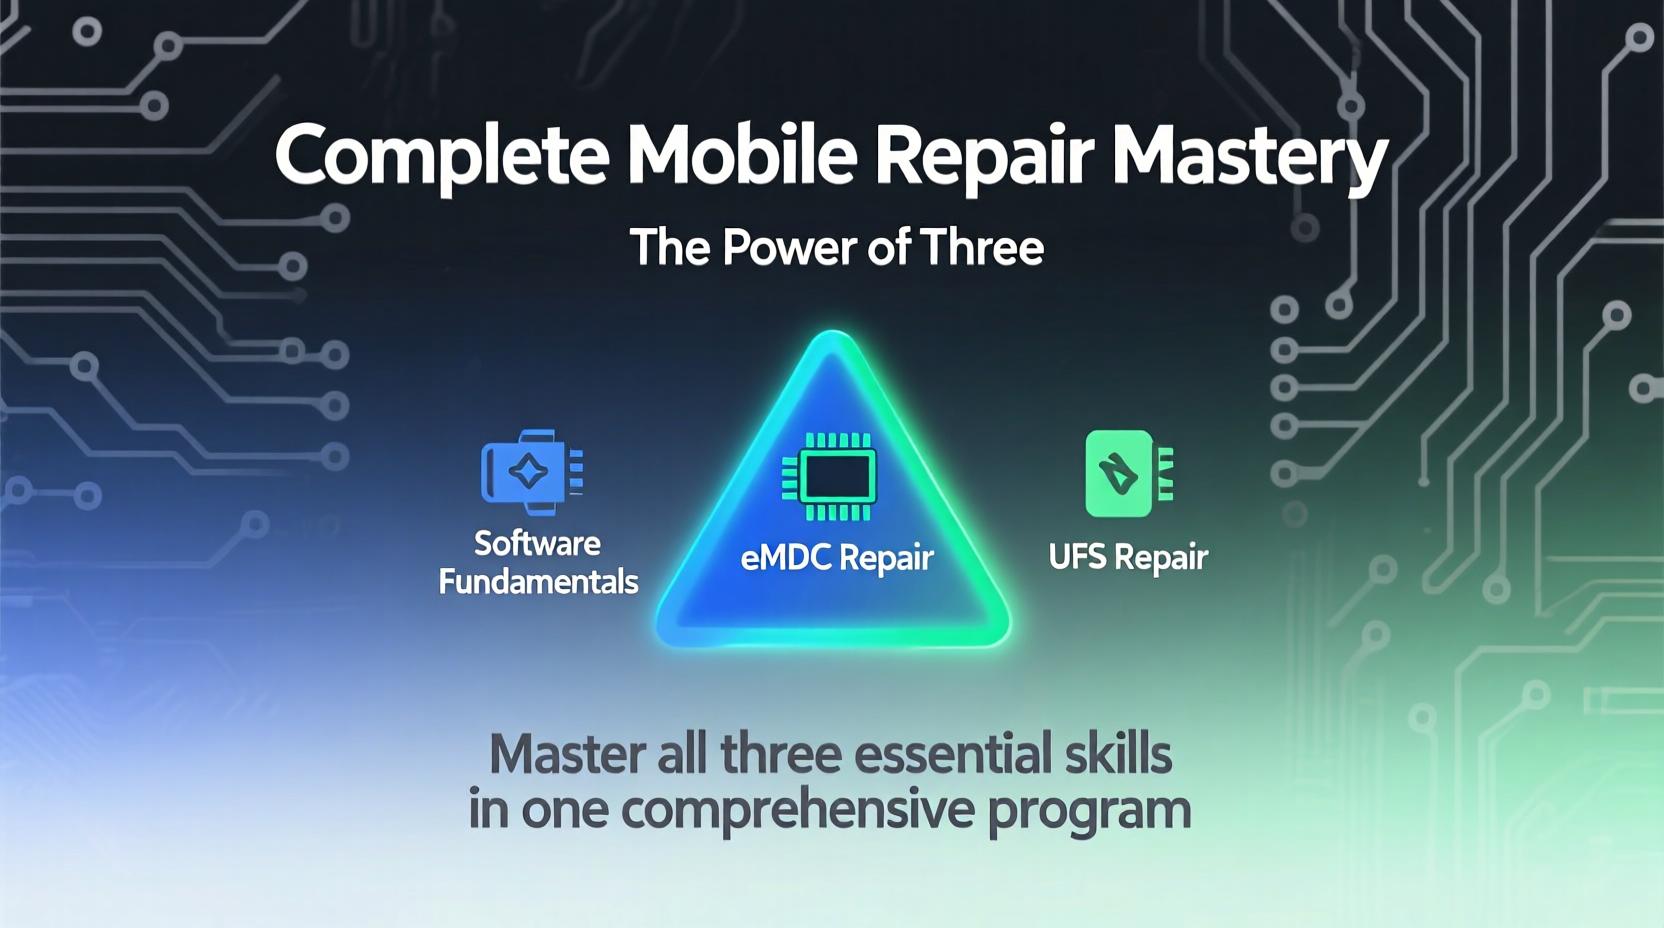 Complete Mobile Repair Mastery
The Power of Three
Software
Fundamentals
eMDC Repair
UFS Repair
Master all three essential skills
in one comprehensive program